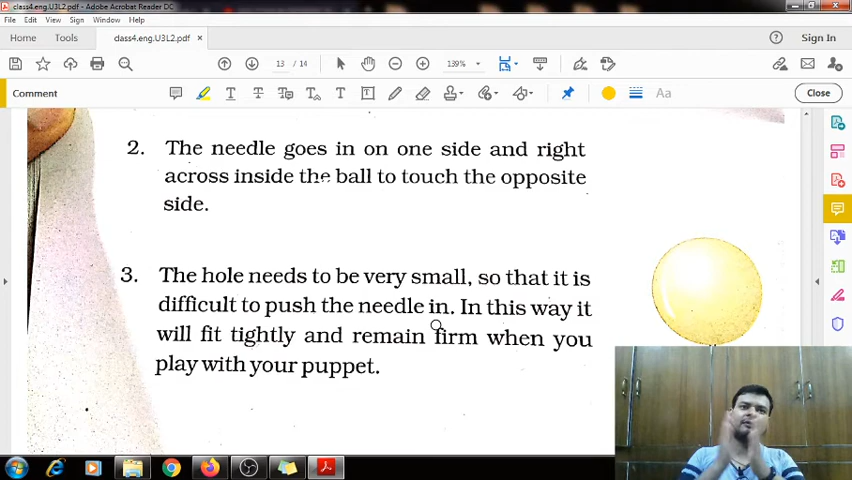 class4.eng.U3L2.pdf - Adobe Acrobat Reader DC
File Edit View Sign Window Help
Home Tools class4.eng.U3L2.pdf × Sign In
13 / 14 139%
Comment Aa Close
2. The needle goes in on one side and right
across inside the ball to touch the opposite
side.
3. The hole needs to be very small, so that it is
difficult to push the needle in. In this way it
will fit tightly and remain firm when you
play with your puppet.